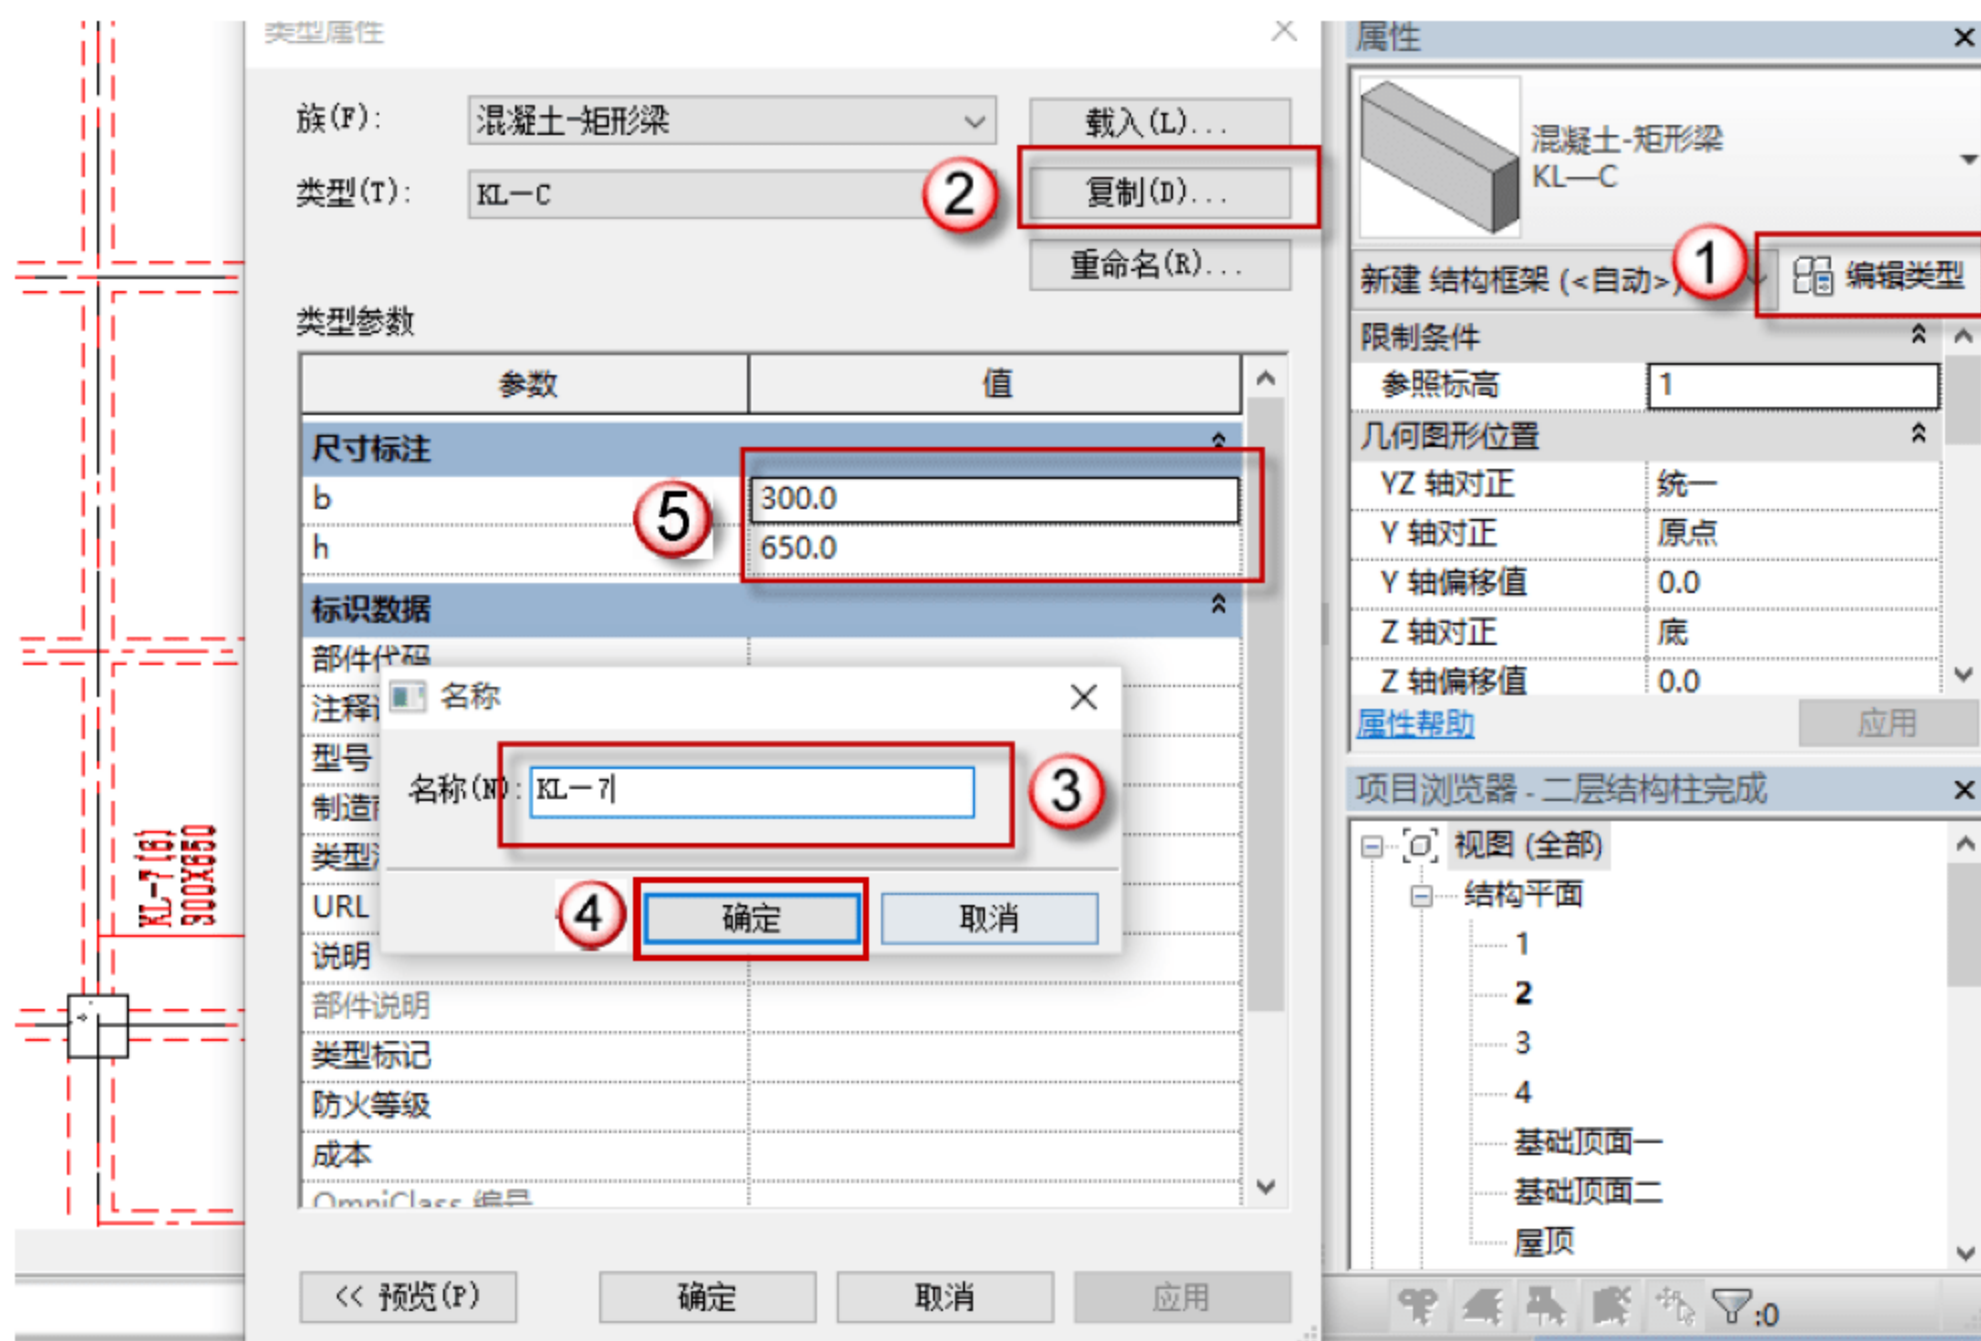 类型属性
族(F):
混凝土-矩形梁
载入(L)...
类型(T):
KL—C
2
复制(D)...
重命名(R)...
类型参数
参数
值
尺寸标注
b
300.0
5
h
650.0
标识数据
部件代码
注释
型号
制造
类型
URL
说明
部件说明
类型标记
防火等级
成本
OmniClass 编号
名称
名称(N):
KL—7
3
4
确定
取消
<< 预览(P)
确定
取消
应用
KL-7(6)
300X650
属性
混凝土-矩形梁
KL—C
新建 结构框架 (<自动>)
1
编辑类型
限制条件
参照标高
1
几何图形位置
YZ 轴对正
统一
Y 轴对正
原点
Y 轴偏移值
0.0
Z 轴对正
底
Z 轴偏移值
0.0
属性帮助
应用
项目浏览器 - 二层结构柱完成
视图 (全部)
结构平面
1
2
3
4
基础顶面一
基础顶面二
屋顶
:0